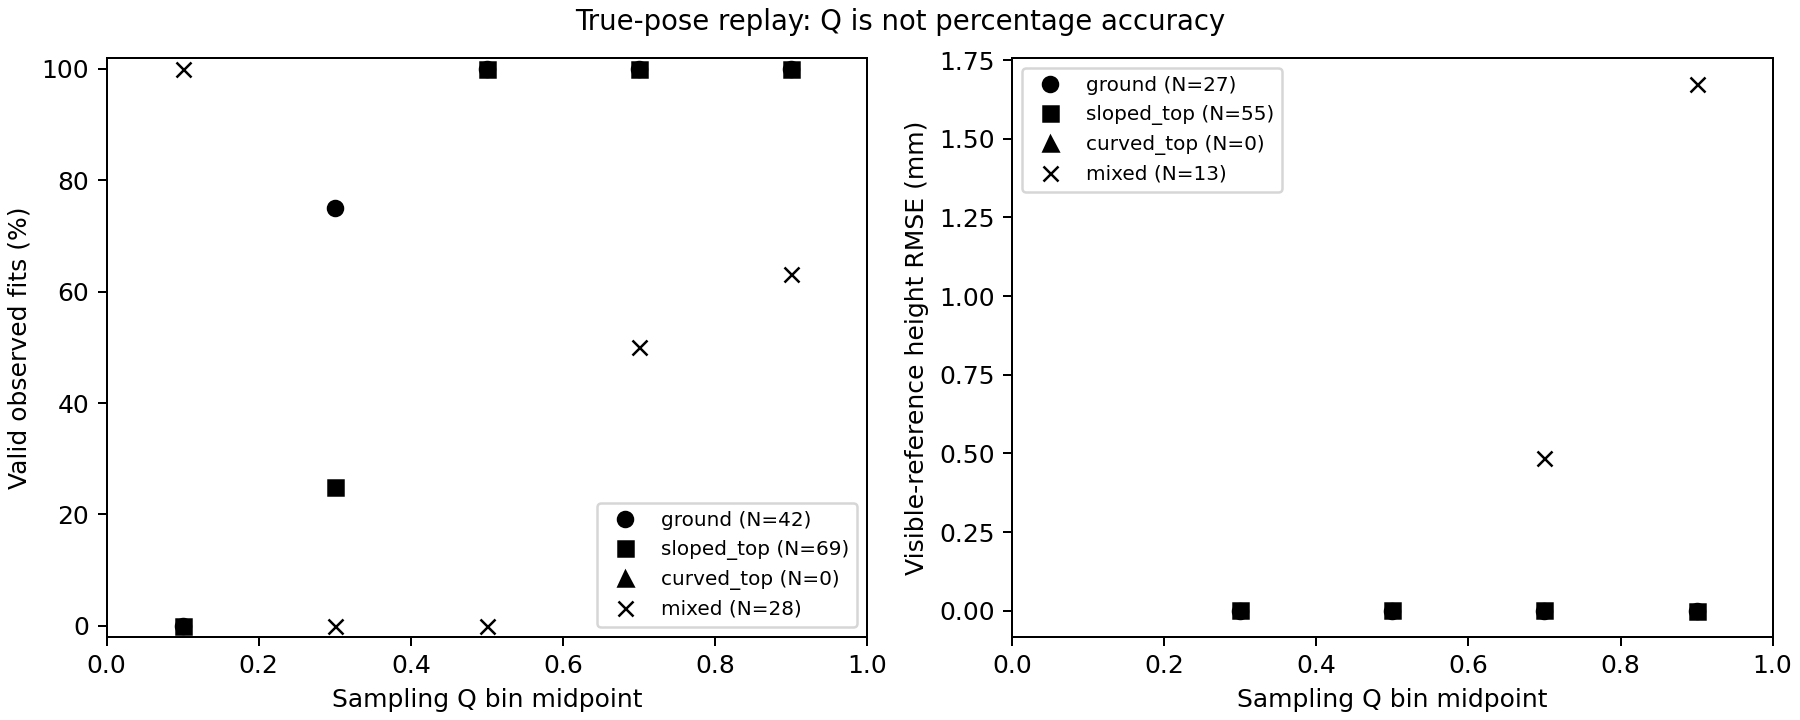 True-pose replay: Q is not percentage accuracy
Valid observed fits (%)
100
80
60
40
20
0
ground (N=42)
sloped_top (N=69)
curved_top (N=0)
mixed (N=28)
0.0 0.2 0.4 0.6 0.8 1.0
Sampling Q bin midpoint
Visible-reference height RMSE (mm)
1.75
1.50
1.25
1.00
0.75
0.50
0.25
0.00
ground (N=27)
sloped_top (N=55)
curved_top (N=0)
mixed (N=13)
0.0 0.2 0.4 0.6 0.8 1.0
Sampling Q bin midpoint